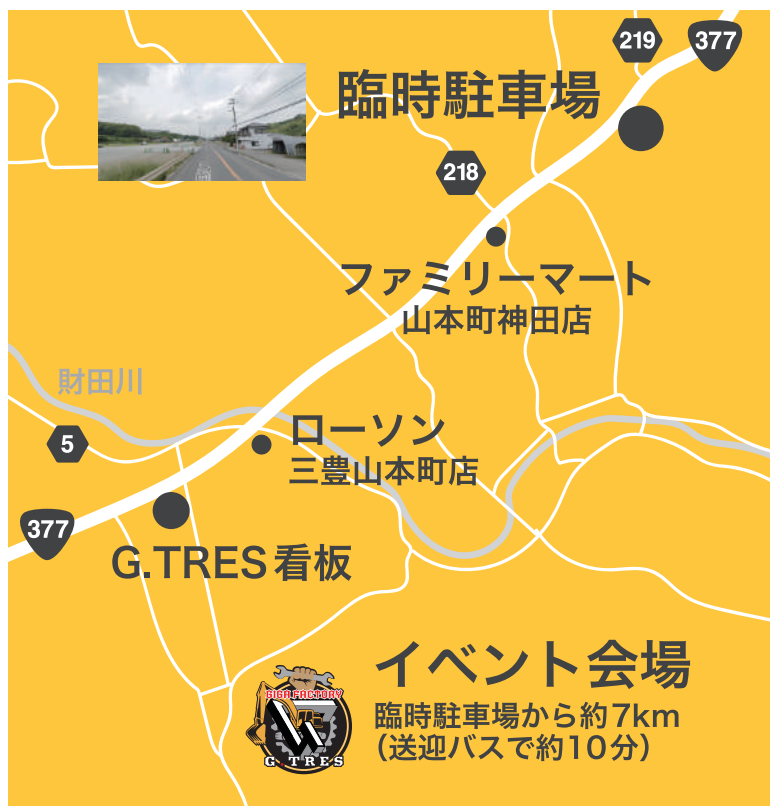 219
377
臨時駐車場
218
ファミリーマート
山本町神田店
財田川
5
ローソン
三豊山本町店
377
G.TRES看板
イベント会場
臨時駐車場から約7km
(送迎バスで約10分)
GIGA FACTORY
G.TRES